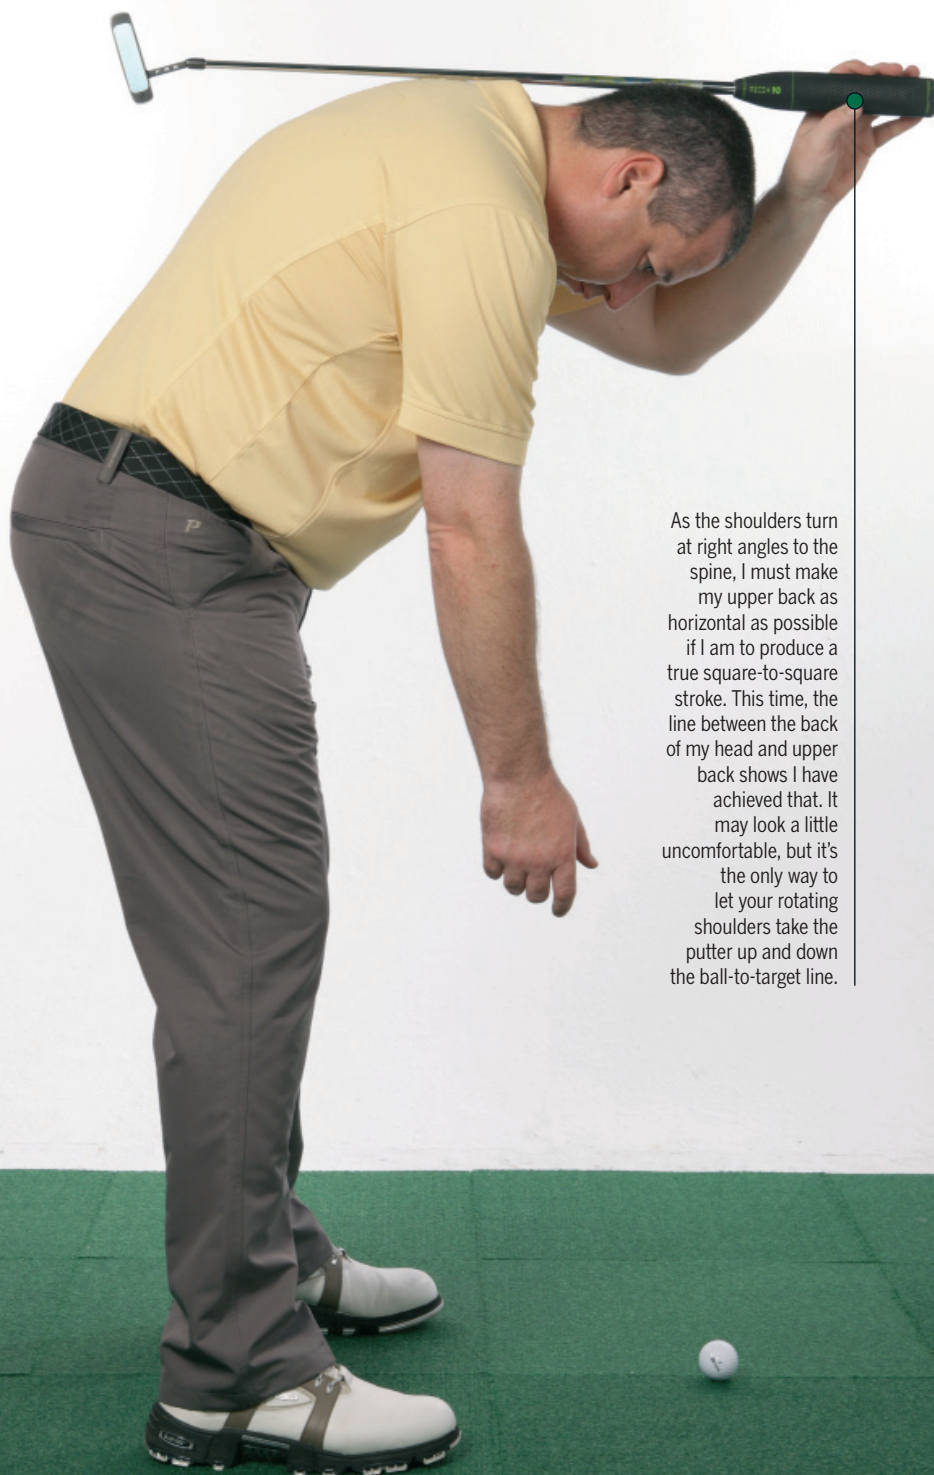 As the shoulders turn
at right angles to the
spine, I must make
my upper back as
horizontal as possible
if I am to produce a
true square-to-square
stroke. This time, the
line between the back
of my head and upper
back shows I have
achieved that. It
may look a little
uncomfortable, but it's
the only way to
let your rotating
shoulders take the
putter up and down
the ball-to-target line.
P